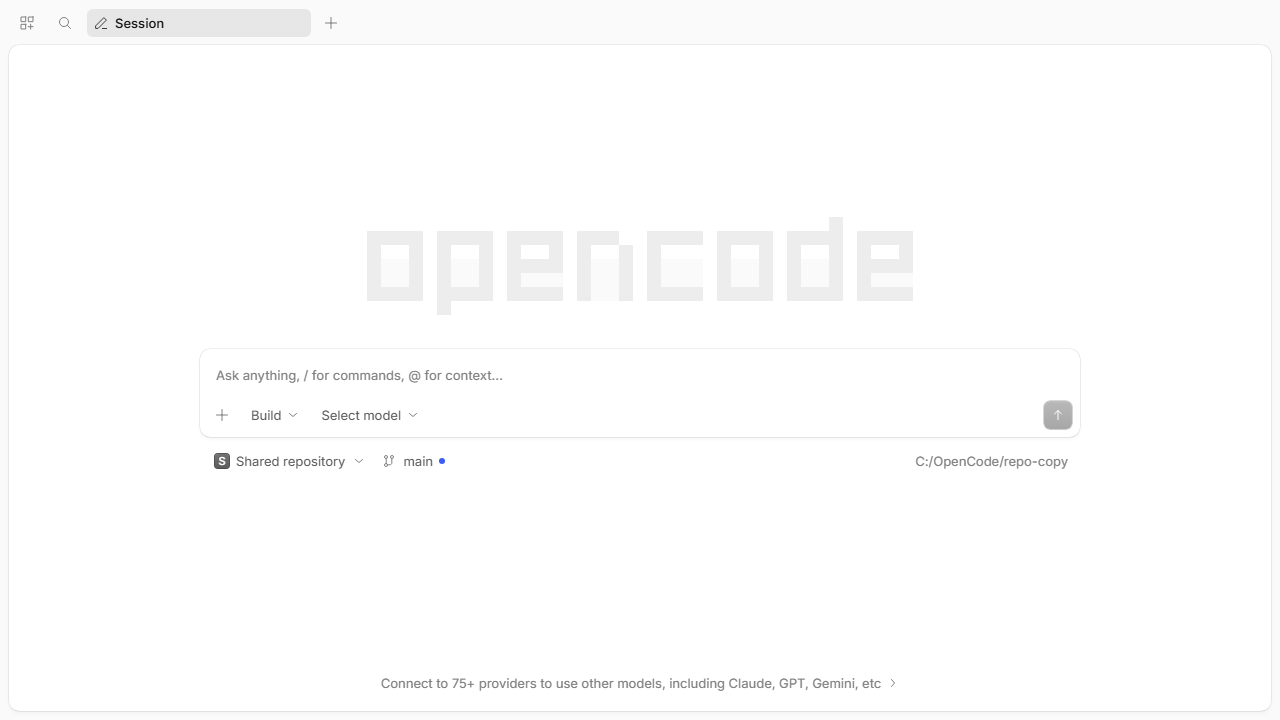 Session
opencode
Ask anything, / for commands, @ for context...
Build
Select model
S Shared repository
main
C:/OpenCode/repo-copy
Connect to 75+ providers to use other models, including Claude, GPT, Gemini, etc